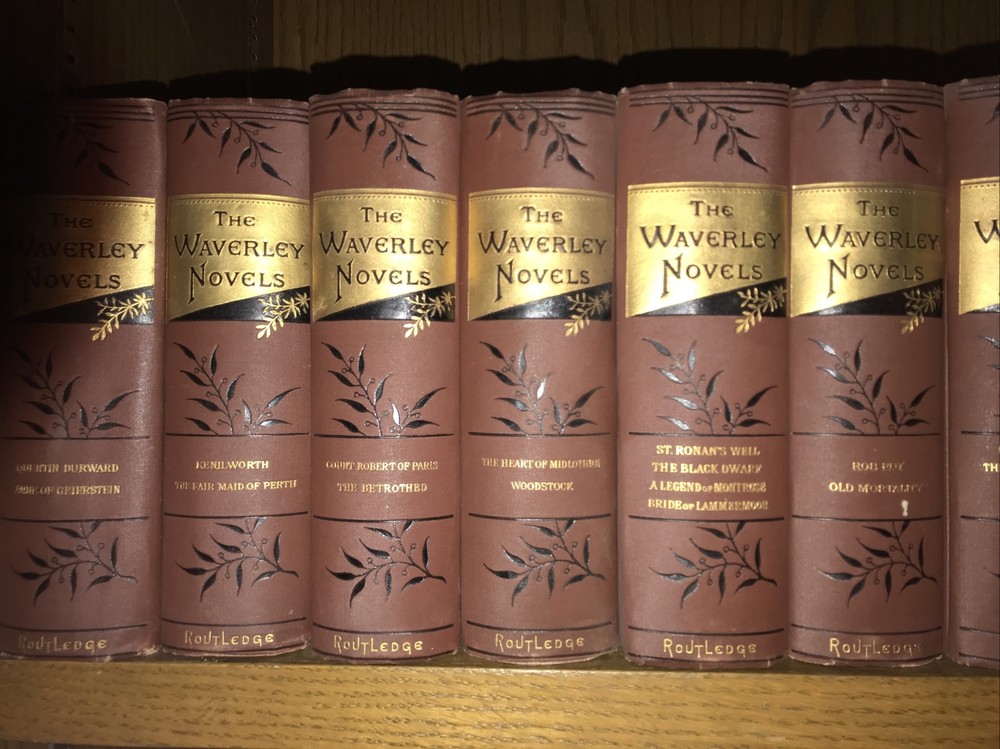 THE
WAVERLEY
NOVELS
QUENTIN DURWARD
ANNE OF GEIERSTEIN
ROUTLEDGE
THE
WAVERLEY
NOVELS
KENILWORTH
THE FAIR MAID OF PERTH
ROUTLEDGE
THE
WAVERLEY
NOVELS
COUNT ROBERT OF PARIS
THE BETROTHED
ROUTLEDGE
THE
WAVERLEY
NOVELS
THE HEART OF MIDLOTHIAN
WOODSTOCK
ROUTLEDGE
THE
WAVERLEY
NOVELS
ST. RONAN'S WELL
THE BLACK DWARF
A LEGEND OF MONTROSE
BRIDE OF LAMMERMOOR
ROUTLEDGE
THE
WAVERLEY
NOVELS
ROB ROY
OLD MORTALITY
ROUTLEDGE
W
TH